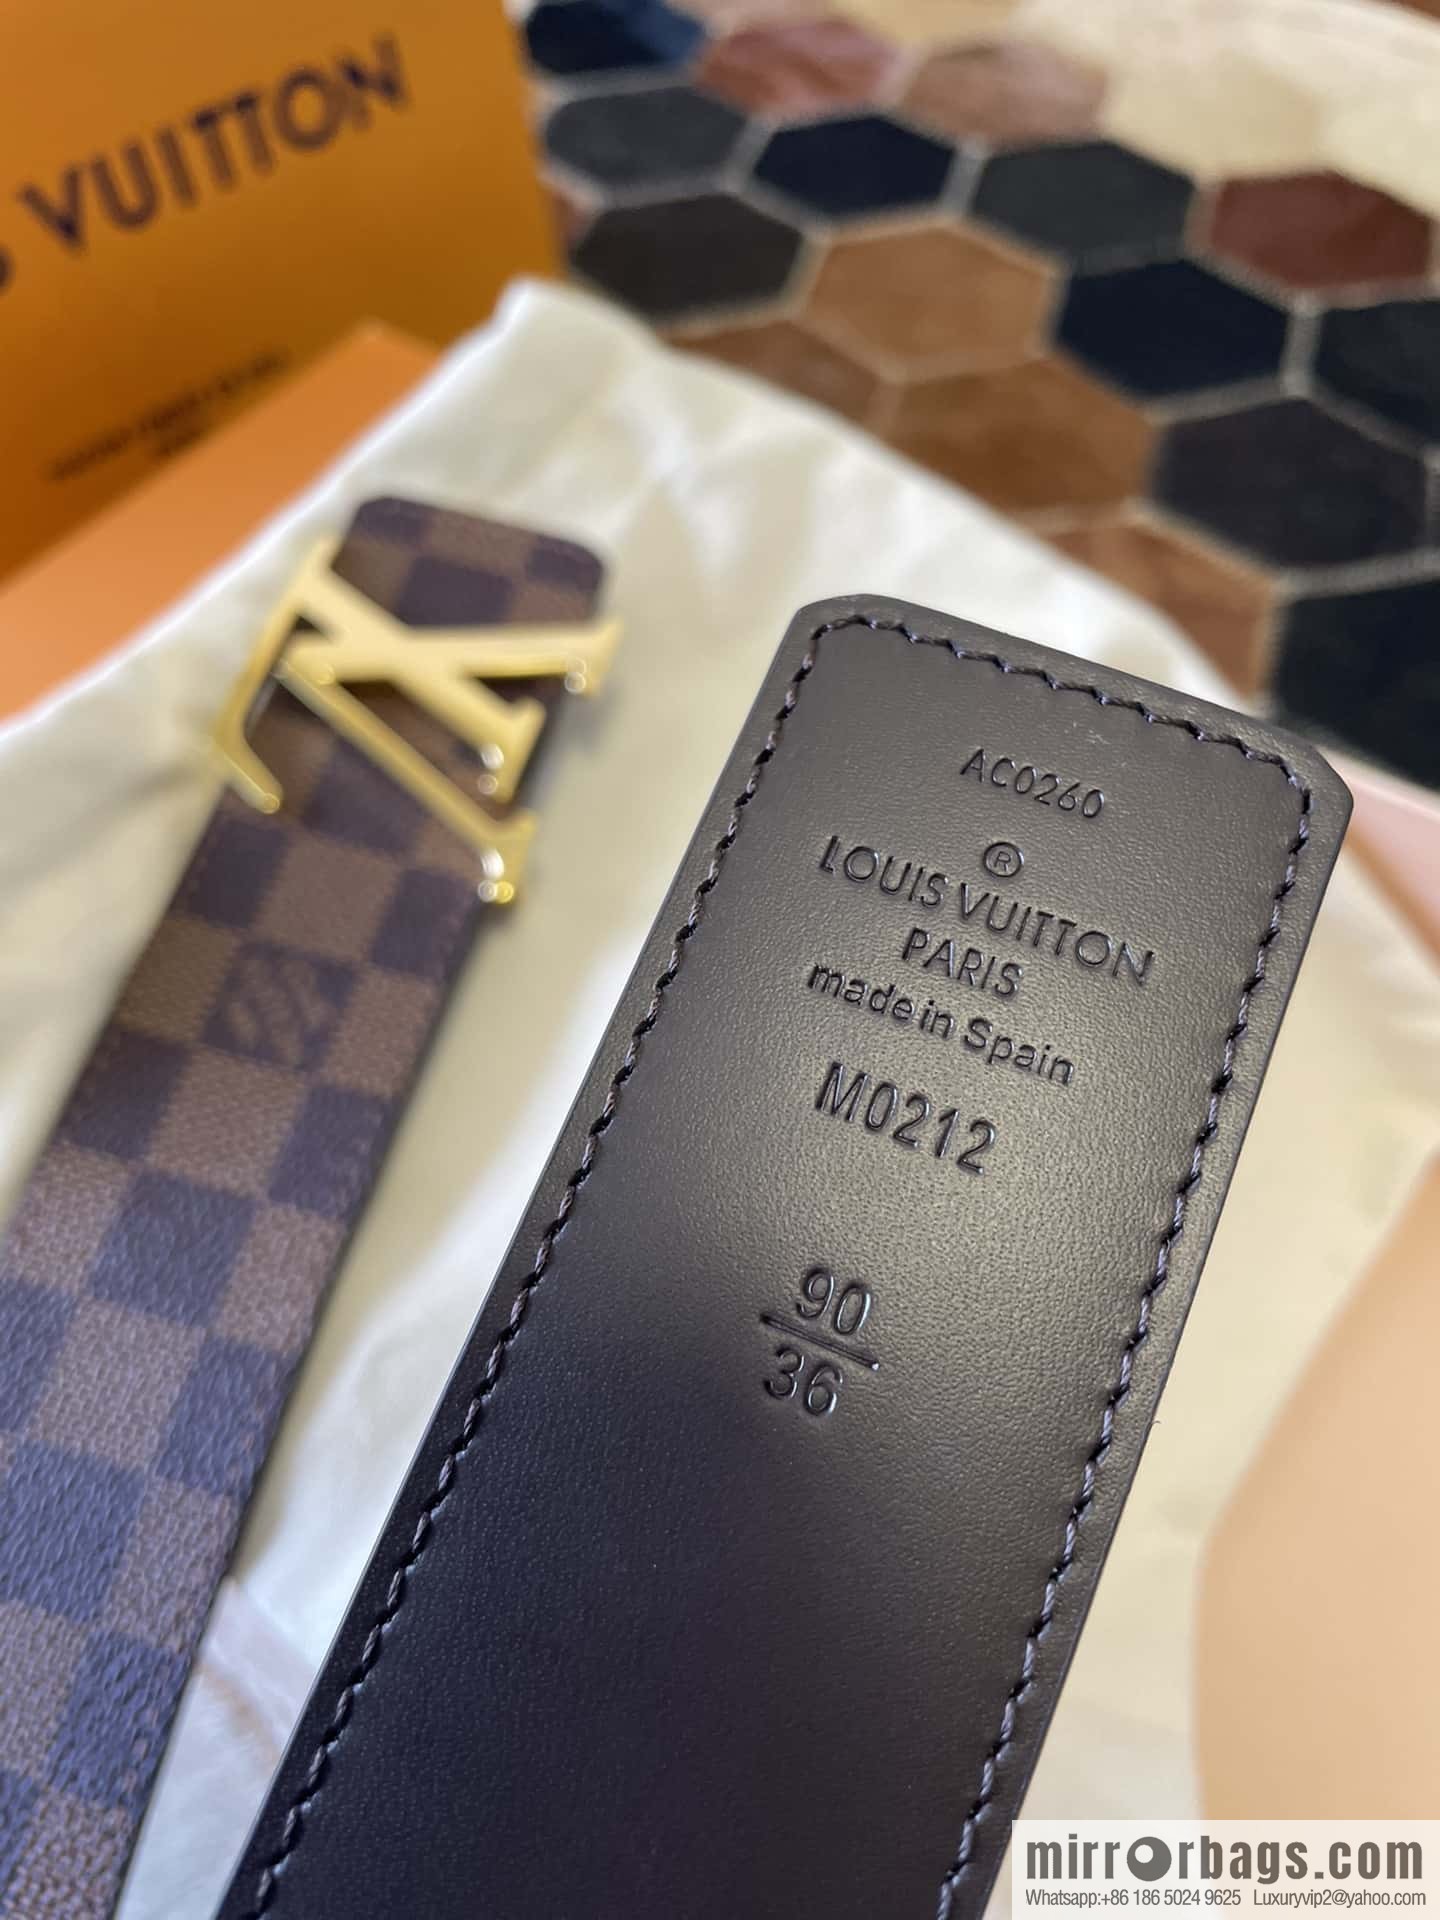 VUITTON
AC0260
®
LOUIS VUITTON
PARIS
made in Spain
M0212
90
36
mirrorbags.com
Whatsapp:+86 186 5024 9625 Luxuryvip2@yahoo.com